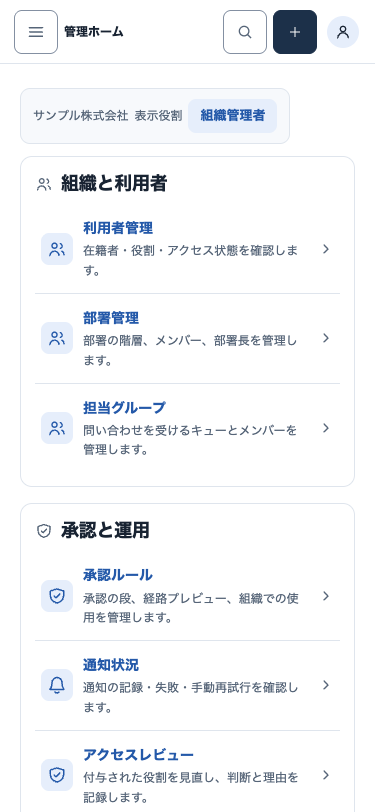 管理ホーム
サンプル株式会社 表示役割 組織管理者
組織と利用者
利用者管理
在籍者・役割・アクセス状態を確認しま
す。
部署管理
部署の階層、メンバー、部署長を管理し
ます。
担当グループ
問い合わせを受けるキューとメンバーを
管理します。
承認と運用
承認ルール
承認の段、経路プレビュー、組織での使
用を管理します。
通知状況
通知の記録・失敗・手動再試行を確認し
ます。
アクセスレビュー
付与された役割を見直し、判断と理由を
記録します。